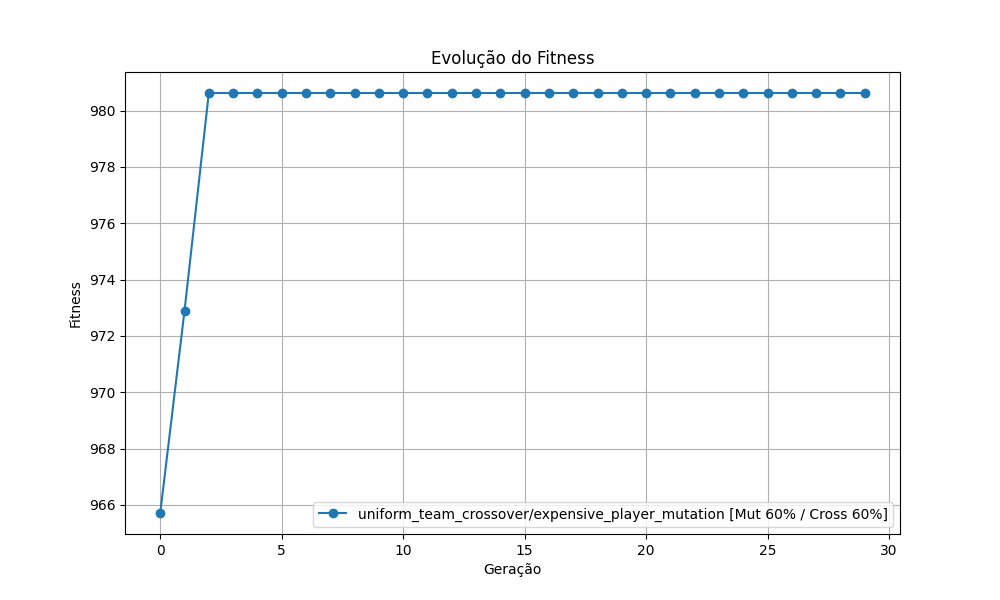 Evolução do Fitness
Fitness
980
978
976
974
972
970
968
966
uniform_team_crossover/expensive_player_mutation [Mut 60% / Cross 60%]
0 5 10 15 20 25 30
Geração